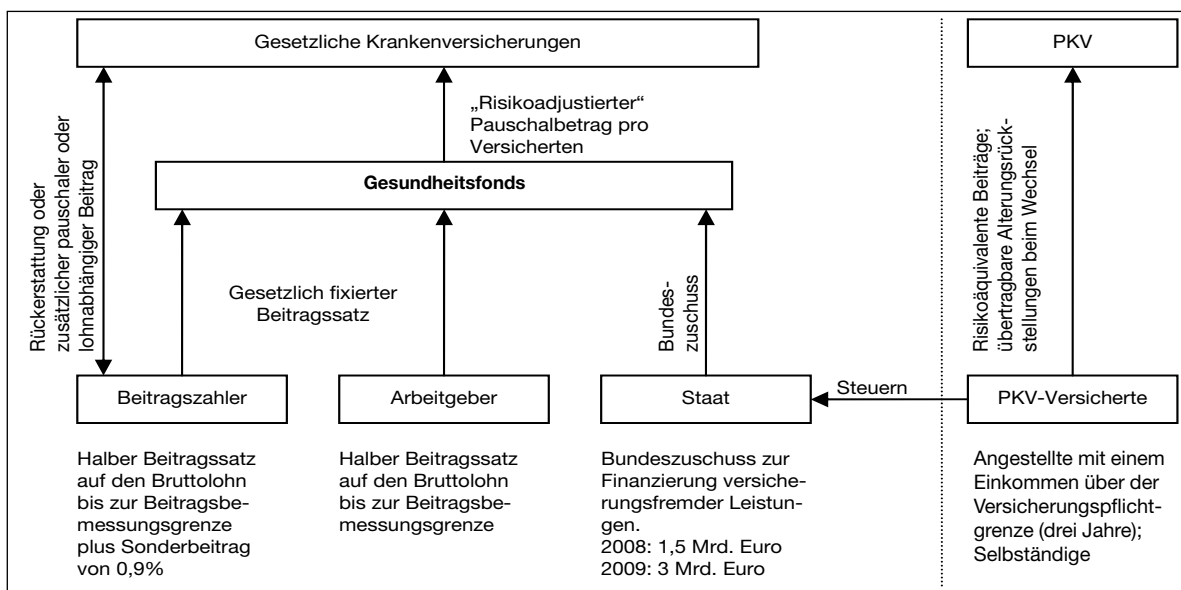 Gesetzliche Krankenversicherungen
PKV
Rückerstattung oder
zusätzlicher pauschaler oder
lohnabhängiger Beitrag
„Risikoadjustierter“
Pauschalbetrag pro
Versicherten
Gesundheitsfonds
Gesetzlich fixierter
Beitragssatz
Bundes-
zuschuss
Risikoäquivalente Beiträge;
übertragbare Alterungsrück-
stellungen beim Wechsel
Beitragszahler
Arbeitgeber
Staat
Steuern
PKV-Versicherte
Halber Beitragssatz
auf den Bruttolohn
bis zur Beitragsbe-
messungsgrenze
plus Sonderbeitrag
von 0,9%
Halber Beitragssatz
auf den Bruttolohn
bis zur Beitragsbe-
messungsgrenze
Bundeszuschuss zur
Finanzierung versiche-
rungsfremder Leistun-
gen.
2008: 1,5 Mrd. Euro
2009: 3 Mrd. Euro
Angestellte mit einem
Einkommen über der
Versicherungspflicht-
grenze (drei Jahre);
Selbständige